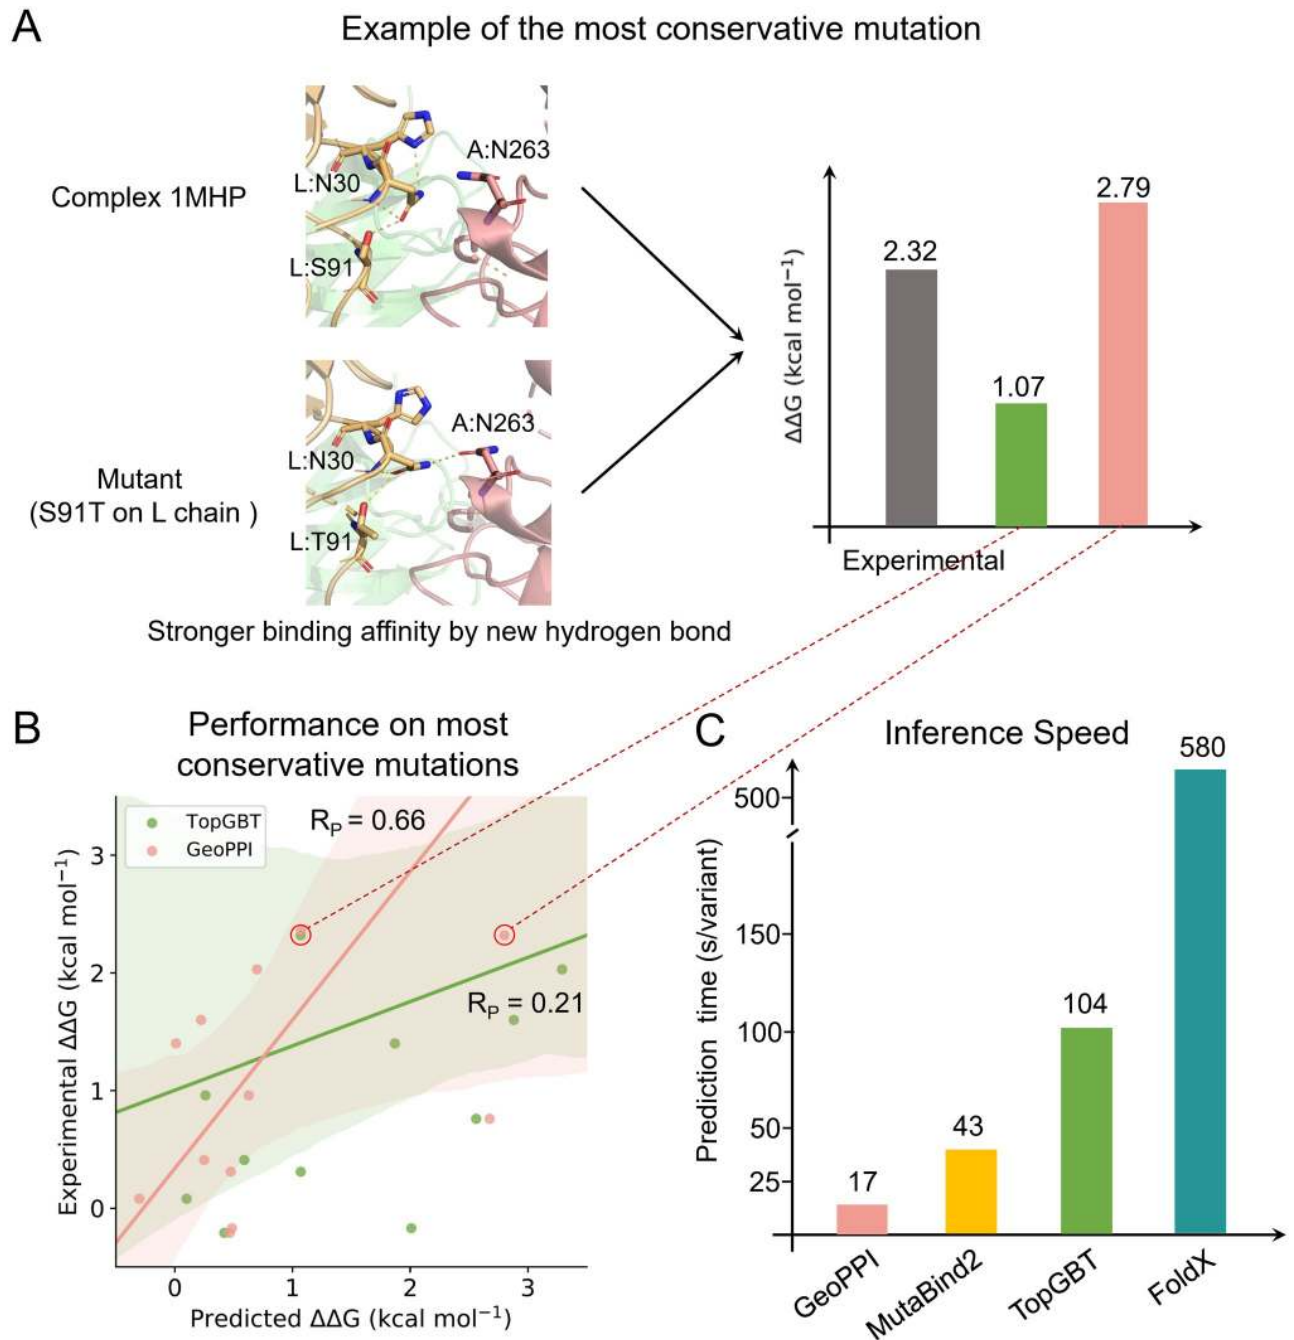 A
Example of the most conservative mutation
Complex 1MHP
L:N30
A:N263
L:S91
Mutant
(S91T on L chain )
L:N30
A:N263
L:T91
Stronger binding affinity by new hydrogen bond
ΔΔG (kcal mol⁻¹)
2.32
1.07
2.79
Experimental
B
Performance on most
conservative mutations
TopGBT
GeoPPI
R_P = 0.66
R_P = 0.21
Experimental ΔΔG (kcal mol⁻¹)
3
2
1
0
0 1 2 3
Predicted ΔΔG (kcal mol⁻¹)
C
Inference Speed
Prediction time (s/variant)
500
150
100
50
25
17
43
104
580
GeoPPI
MutaBind2
TopGBT
FoldX